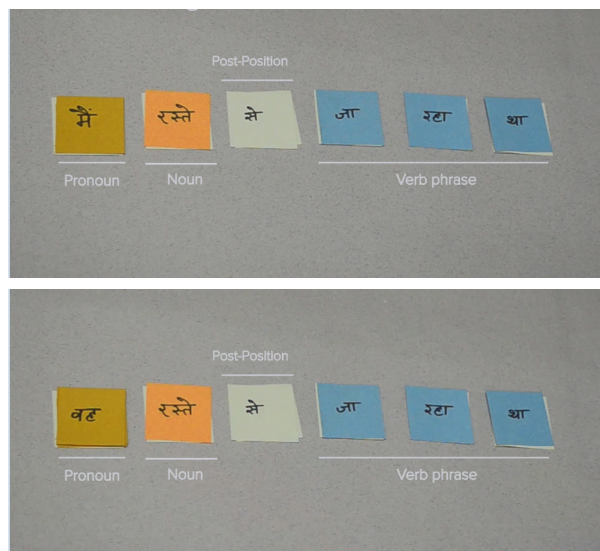 Post-Position
मैं रस्ते से जा रहा था
Pronoun Noun Verb phrase
Post-Position
वह रस्ते से जा रहा था
Pronoun Noun Verb phrase